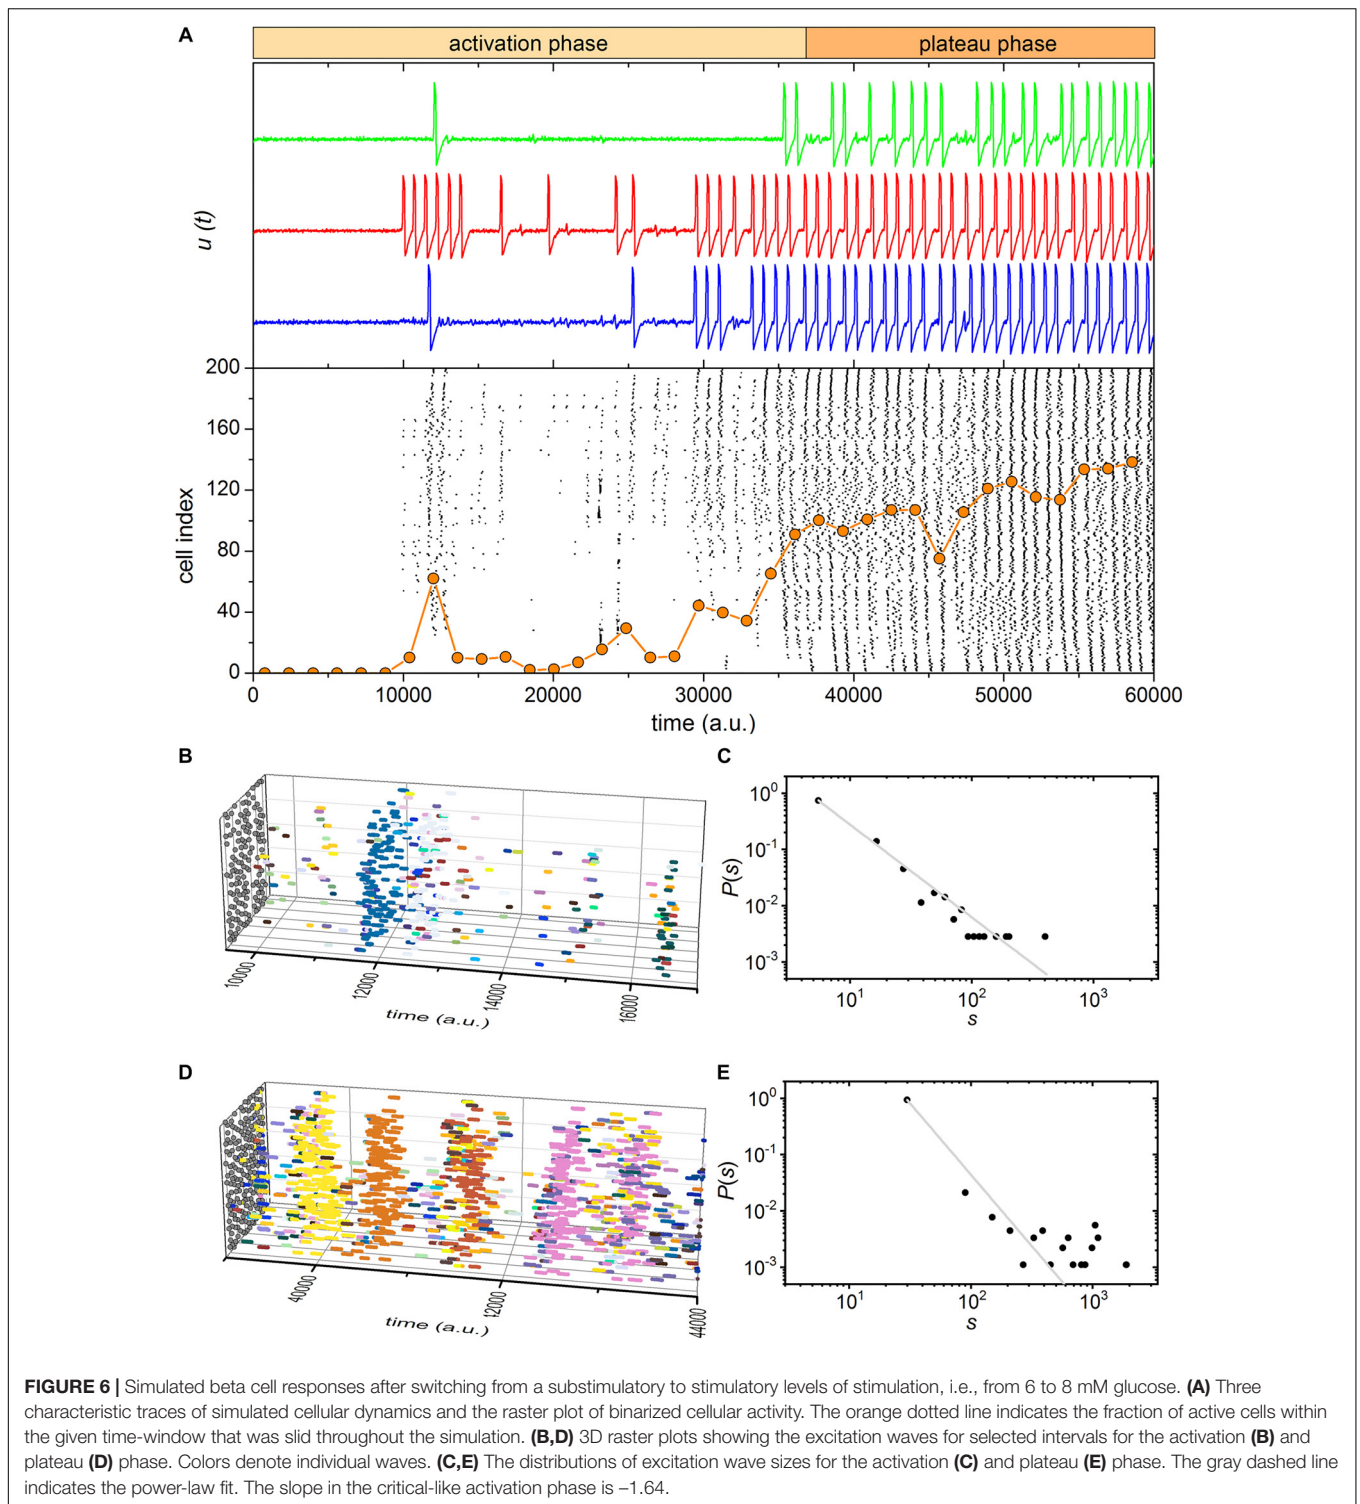 A
activation phase
plateau phase
u (t)
200
160
120
80
40
0
cell index
0
10000
20000
30000
40000
50000
60000
time (a.u.)
B
10000
12000
14000
16000
time (a.u.)
C
10^0
10^-1
10^-2
10^-3
P(s)
10^1
10^2
10^3
s
D
40000
42000
44000
time (a.u.)
E
10^0
10^-1
10^-2
10^-3
P(s)
10^1
10^2
10^3
s
FIGURE 6 | Simulated beta cell responses after switching from a substimulatory to stimulatory levels of stimulation, i.e., from 6 to 8 mM glucose. (A) Three
characteristic traces of simulated cellular dynamics and the raster plot of binarized cellular activity. The orange dotted line indicates the fraction of active cells within
the given time-window that was slid throughout the simulation. (B,D) 3D raster plots showing the excitation waves for selected intervals for the activation (B) and
plateau (D) phase. Colors denote individual waves. (C,E) The distributions of excitation wave sizes for the activation (C) and plateau (E) phase. The gray dashed line
indicates the power-law fit. The slope in the critical-like activation phase is –1.64.